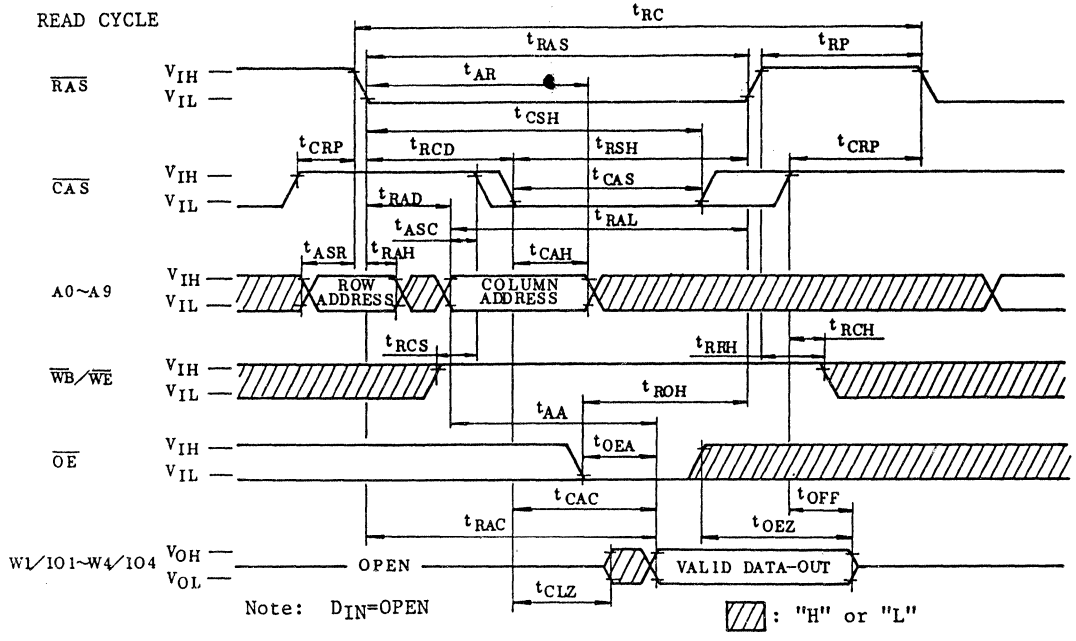 READ CYCLE
tRC
tRAS
tRP
tAR
RAS
VIH
VIL
tCSH
tCRP
tRCD
tRSH
tCRP
CAS
VIH
VIL
tCAS
tRAD
tRAL
tASC
tASR
tRAH
tCAH
A0~A9
VIH
VIL
ROW ADDRESS
COLUMN ADDRESS
tRCS
tRRH
tRCH
WB/WE
VIH
VIL
tROH
tAA
OE
VIH
VIL
tOEA
tCAC
tOFF
tRAC
tOEZ
W1/IO1~W4/IO4
VOH
VOL
OPEN
VALID DATA-OUT
tCLZ
Note: DIN=OPEN
: "H" or "L"